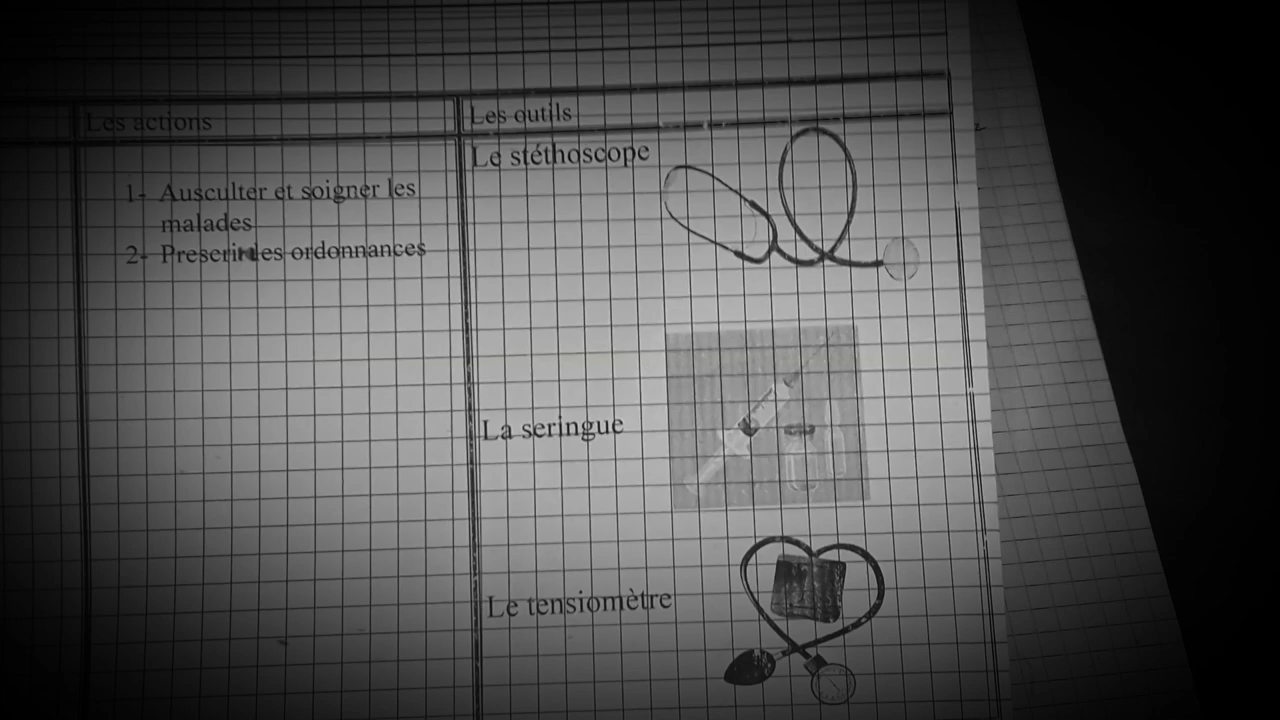 Les actions
Les outils
1- Ausculter et soigner les
malades
2- Prescrir des ordonnances
Le stéthoscope
La seringue
Le tensiomètre